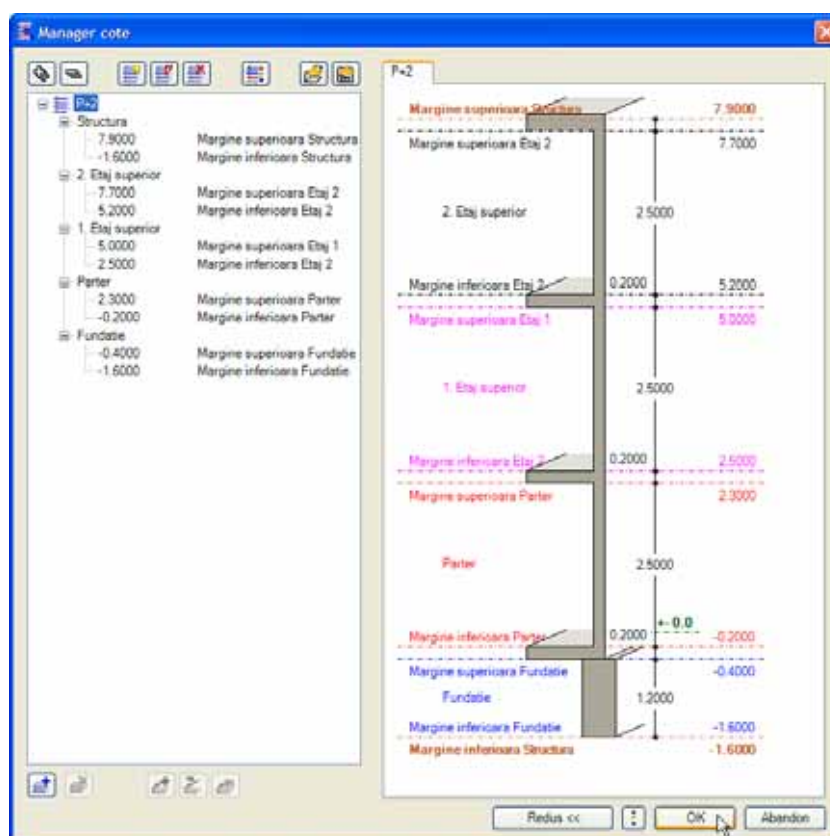 Manager cote
P+2
Structura
7.9000 Margine superioara Structura
-1.6000 Margine inferioara Structura
2. Etaj superior
7.7000 Margine superioara Etaj 2
5.2000 Margine inferioara Etaj 2
1. Etaj superior
5.0000 Margine superioara Etaj 1
2.5000 Margine inferioara Etaj 2
Parter
2.3000 Margine superioara Parter
-0.2000 Margine inferioara Parter
Fundatie
-0.4000 Margine superioara Fundatie
-1.6000 Margine inferioara Fundatie
P+2
Margine superioara Structura 7.9000
Margine superioara Etaj 2 7.7000
2. Etaj superior 2.5000
Margine inferioara Etaj 2 0.2000 5.2000
Margine superioara Etaj 1 5.0000
1. Etaj superior 2.5000
Margine inferioara Etaj 2 0.2000 2.5000
Margine superioara Parter 2.3000
Parter 2.5000
+-0.0
Margine inferioara Parter 0.2000 -0.2000
Margine superioara Fundatie -0.4000
Fundatie 1.2000
Margine inferioara Fundatie -1.6000
Margine inferioara Structura -1.6000
Redus << OK Abandon